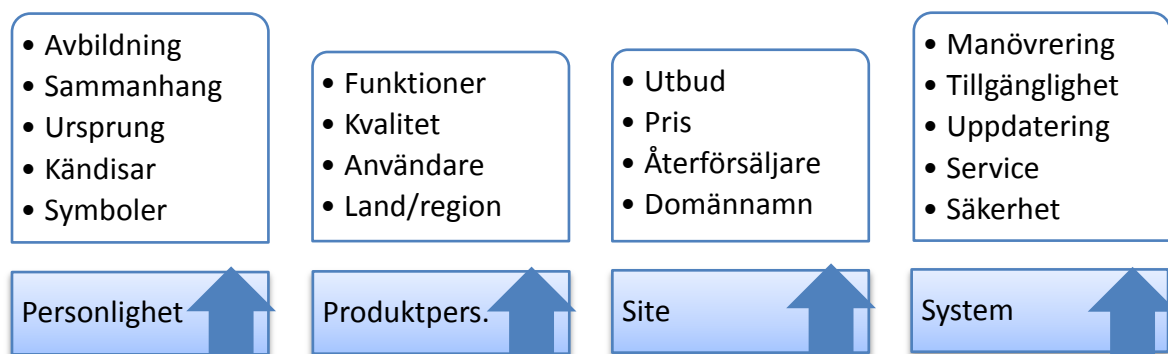 • Avbildning
• Sammanhang
• Ursprung
• Kändisar
• Symboler
Personlighet
• Funktioner
• Kvalitet
• Användare
• Land/region
Produktpers.
• Utbud
• Pris
• Återförsäljare
• Domännamn
Site
• Manövrering
• Tillgänglighet
• Uppdatering
• Service
• Säkerhet
System